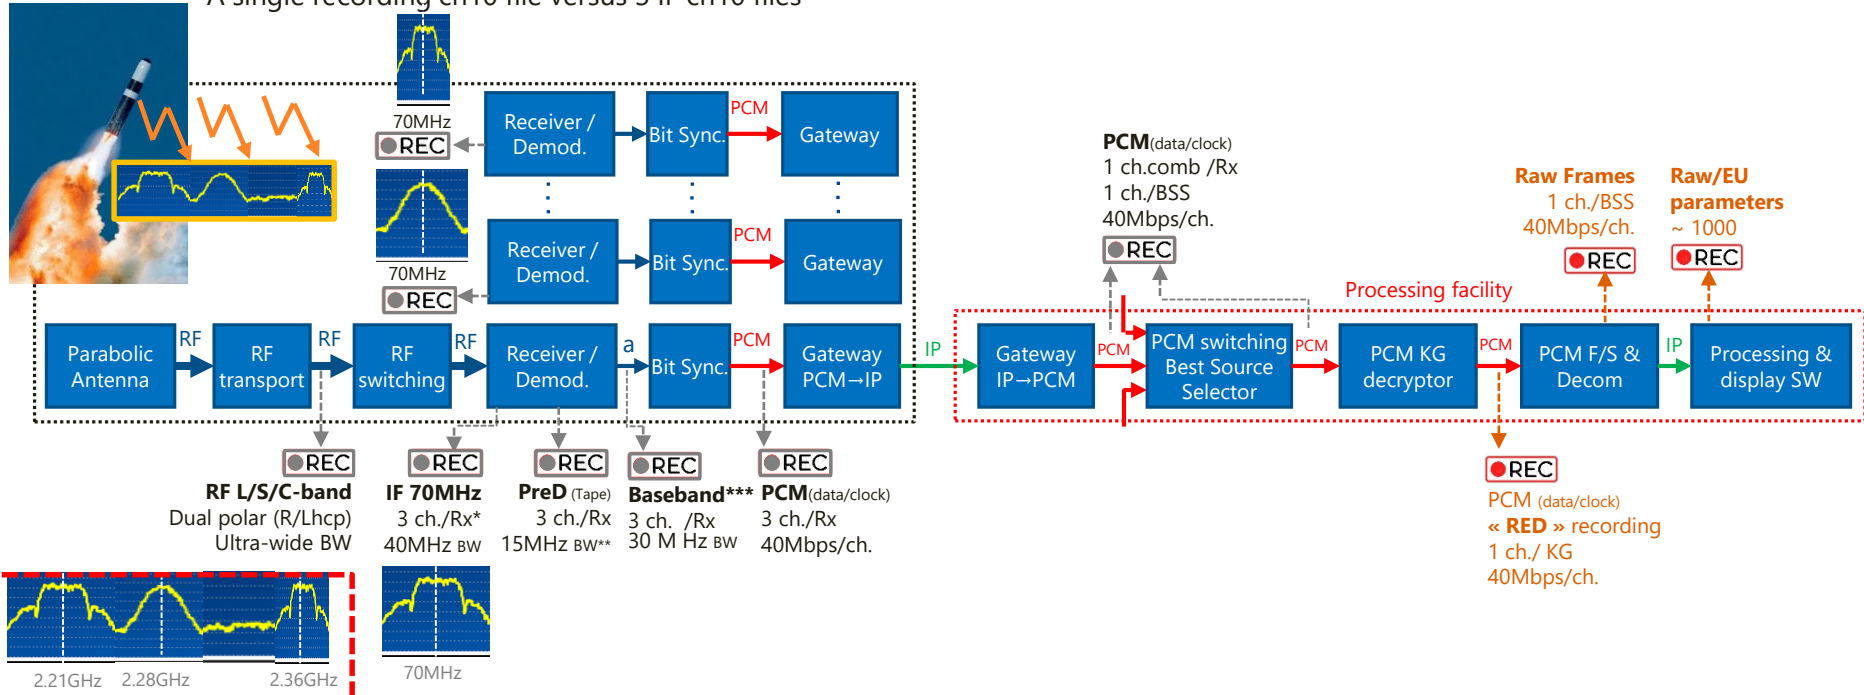 A single recording ch10 file versus 3 IF ch10 files
70MHz
REC
Receiver /
Demod.
Bit Sync.
PCM
Gateway
70MHz
REC
Receiver /
Demod.
Bit Sync.
PCM
Gateway
PCM(data/clock)
1 ch.comb /Rx
1 ch./BSS
40Mbps/ch.
REC
Raw Frames
1 ch./BSS
40Mbps/ch.
REC
Raw/EU
parameters
~ 1000
REC
Processing facility
Parabolic
Antenna
RF
RF
transport
RF
RF
switching
RF
Receiver /
Demod.
a
Bit Sync.
PCM
Gateway
PCM→IP
IP
Gateway
IP→PCM
PCM
PCM switching
Best Source
Selector
PCM
PCM KG
decryptor
PCM
PCM F/S &
Decom
IP
Processing &
display SW
REC
RF L/S/C-band
Dual polar (R/Lhcp)
Ultra-wide BW
REC
IF 70MHz
3 ch./Rx*
40MHz BW
REC
PreD (Tape)
3 ch./Rx
15MHz BW**
REC
Baseband***
3 ch. /Rx
30 M Hz BW
REC
PCM(data/clock)
3 ch./Rx
40Mbps/ch.
REC
PCM (data/clock)
« RED » recording
1 ch./ KG
40Mbps/ch.
2.21GHz
2.28GHz
2.36GHz
70MHz